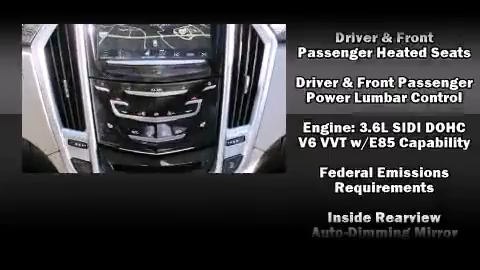 Driver & Front
Passenger Heated Seats
Driver & Front Passenger
Power Lumbar Control
Engine: 3.6L SIDI DOHC
V6 VVT w/E85 Capability
Federal Emissions
Requirements
Inside Rearview
Auto-Dimming Mirror